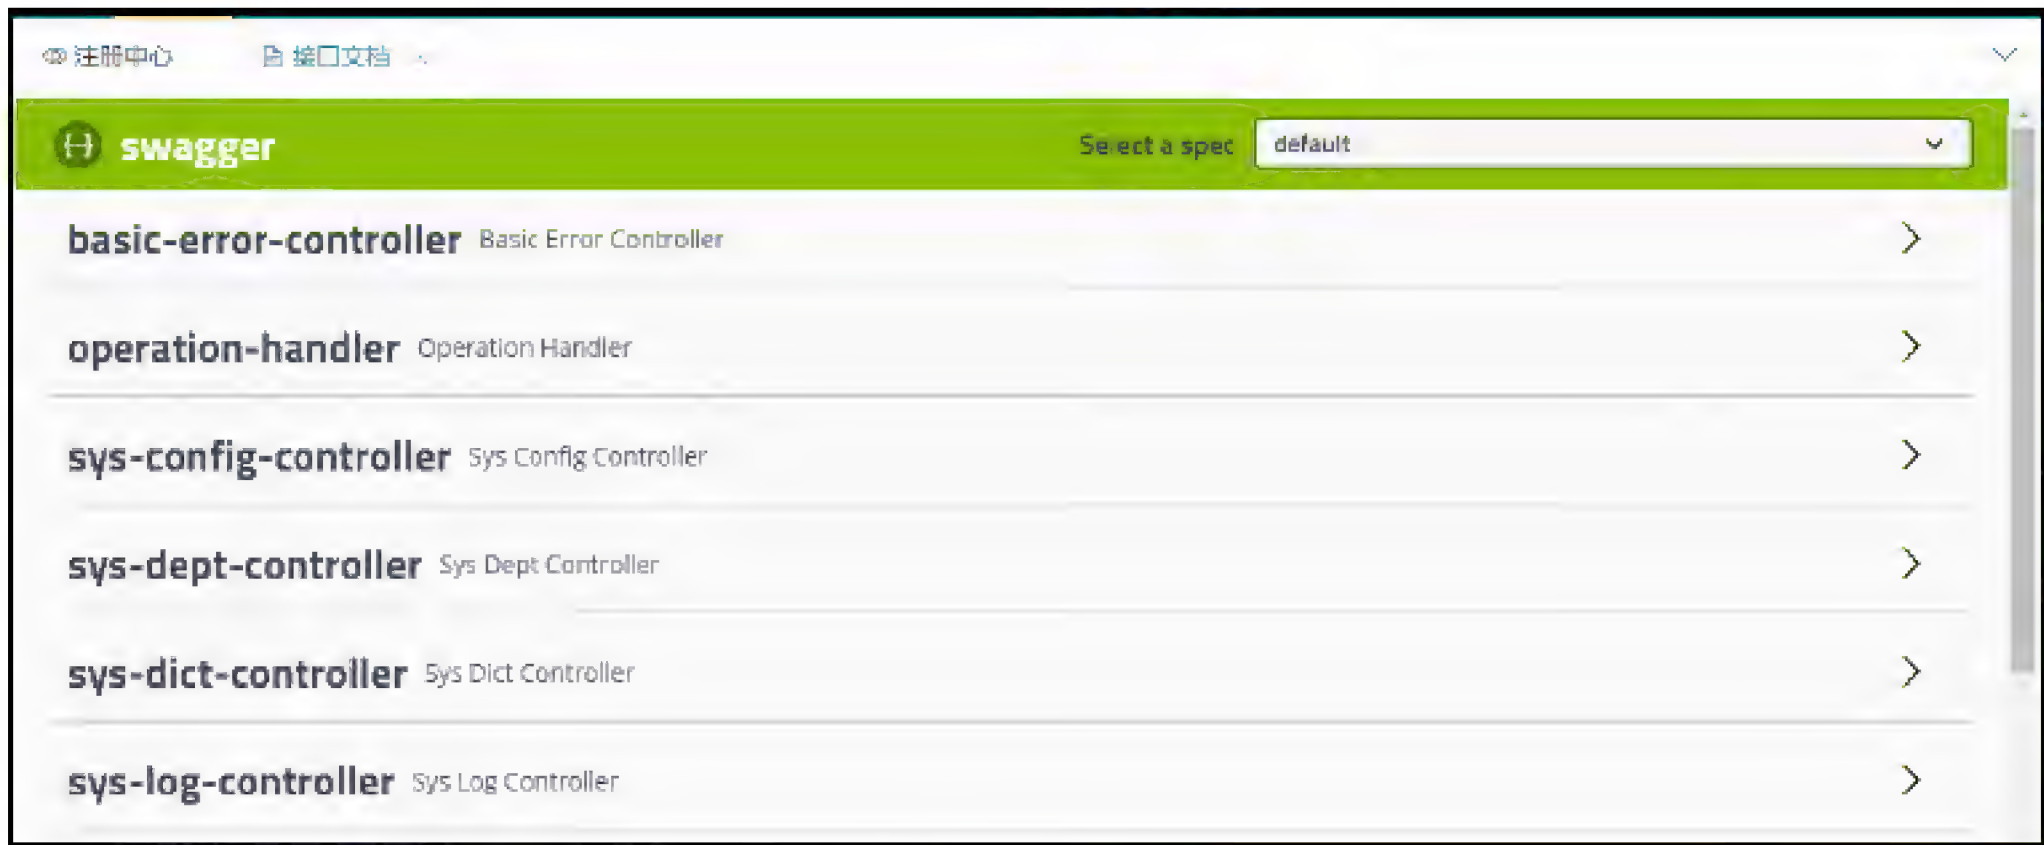 注册中心 接口文档
swagger Select a spec default
basic-error-controller Basic Error Controller
operation-handler Operation Handler
sys-config-controller Sys Config Controller
sys-dept-controller Sys Dept Controller
sys-dict-controller Sys Dict Controller
sys-log-controller Sys Log Controller